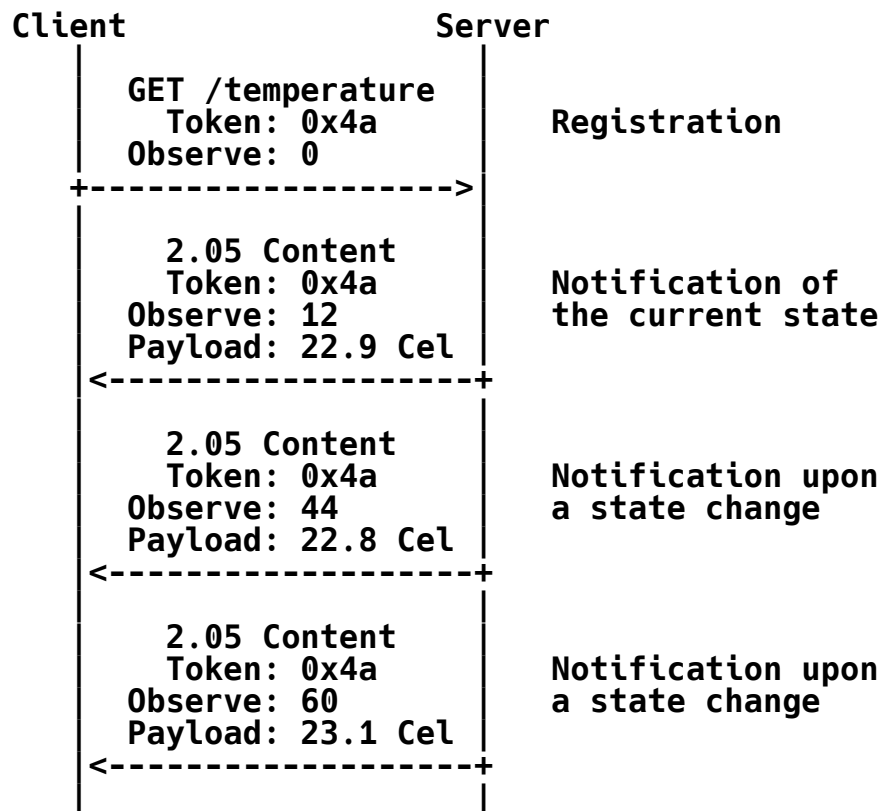 Client Server
GET /temperature
Token: 0x4a Registration
Observe: 0
+------------------->
2.05 Content
Token: 0x4a Notification of
Observe: 12 the current state
Payload: 22.9 Cel
<-------------------+
2.05 Content
Token: 0x4a Notification upon
Observe: 44 a state change
Payload: 22.8 Cel
<-------------------+
2.05 Content
Token: 0x4a Notification upon
Observe: 60 a state change
Payload: 23.1 Cel
<-------------------+